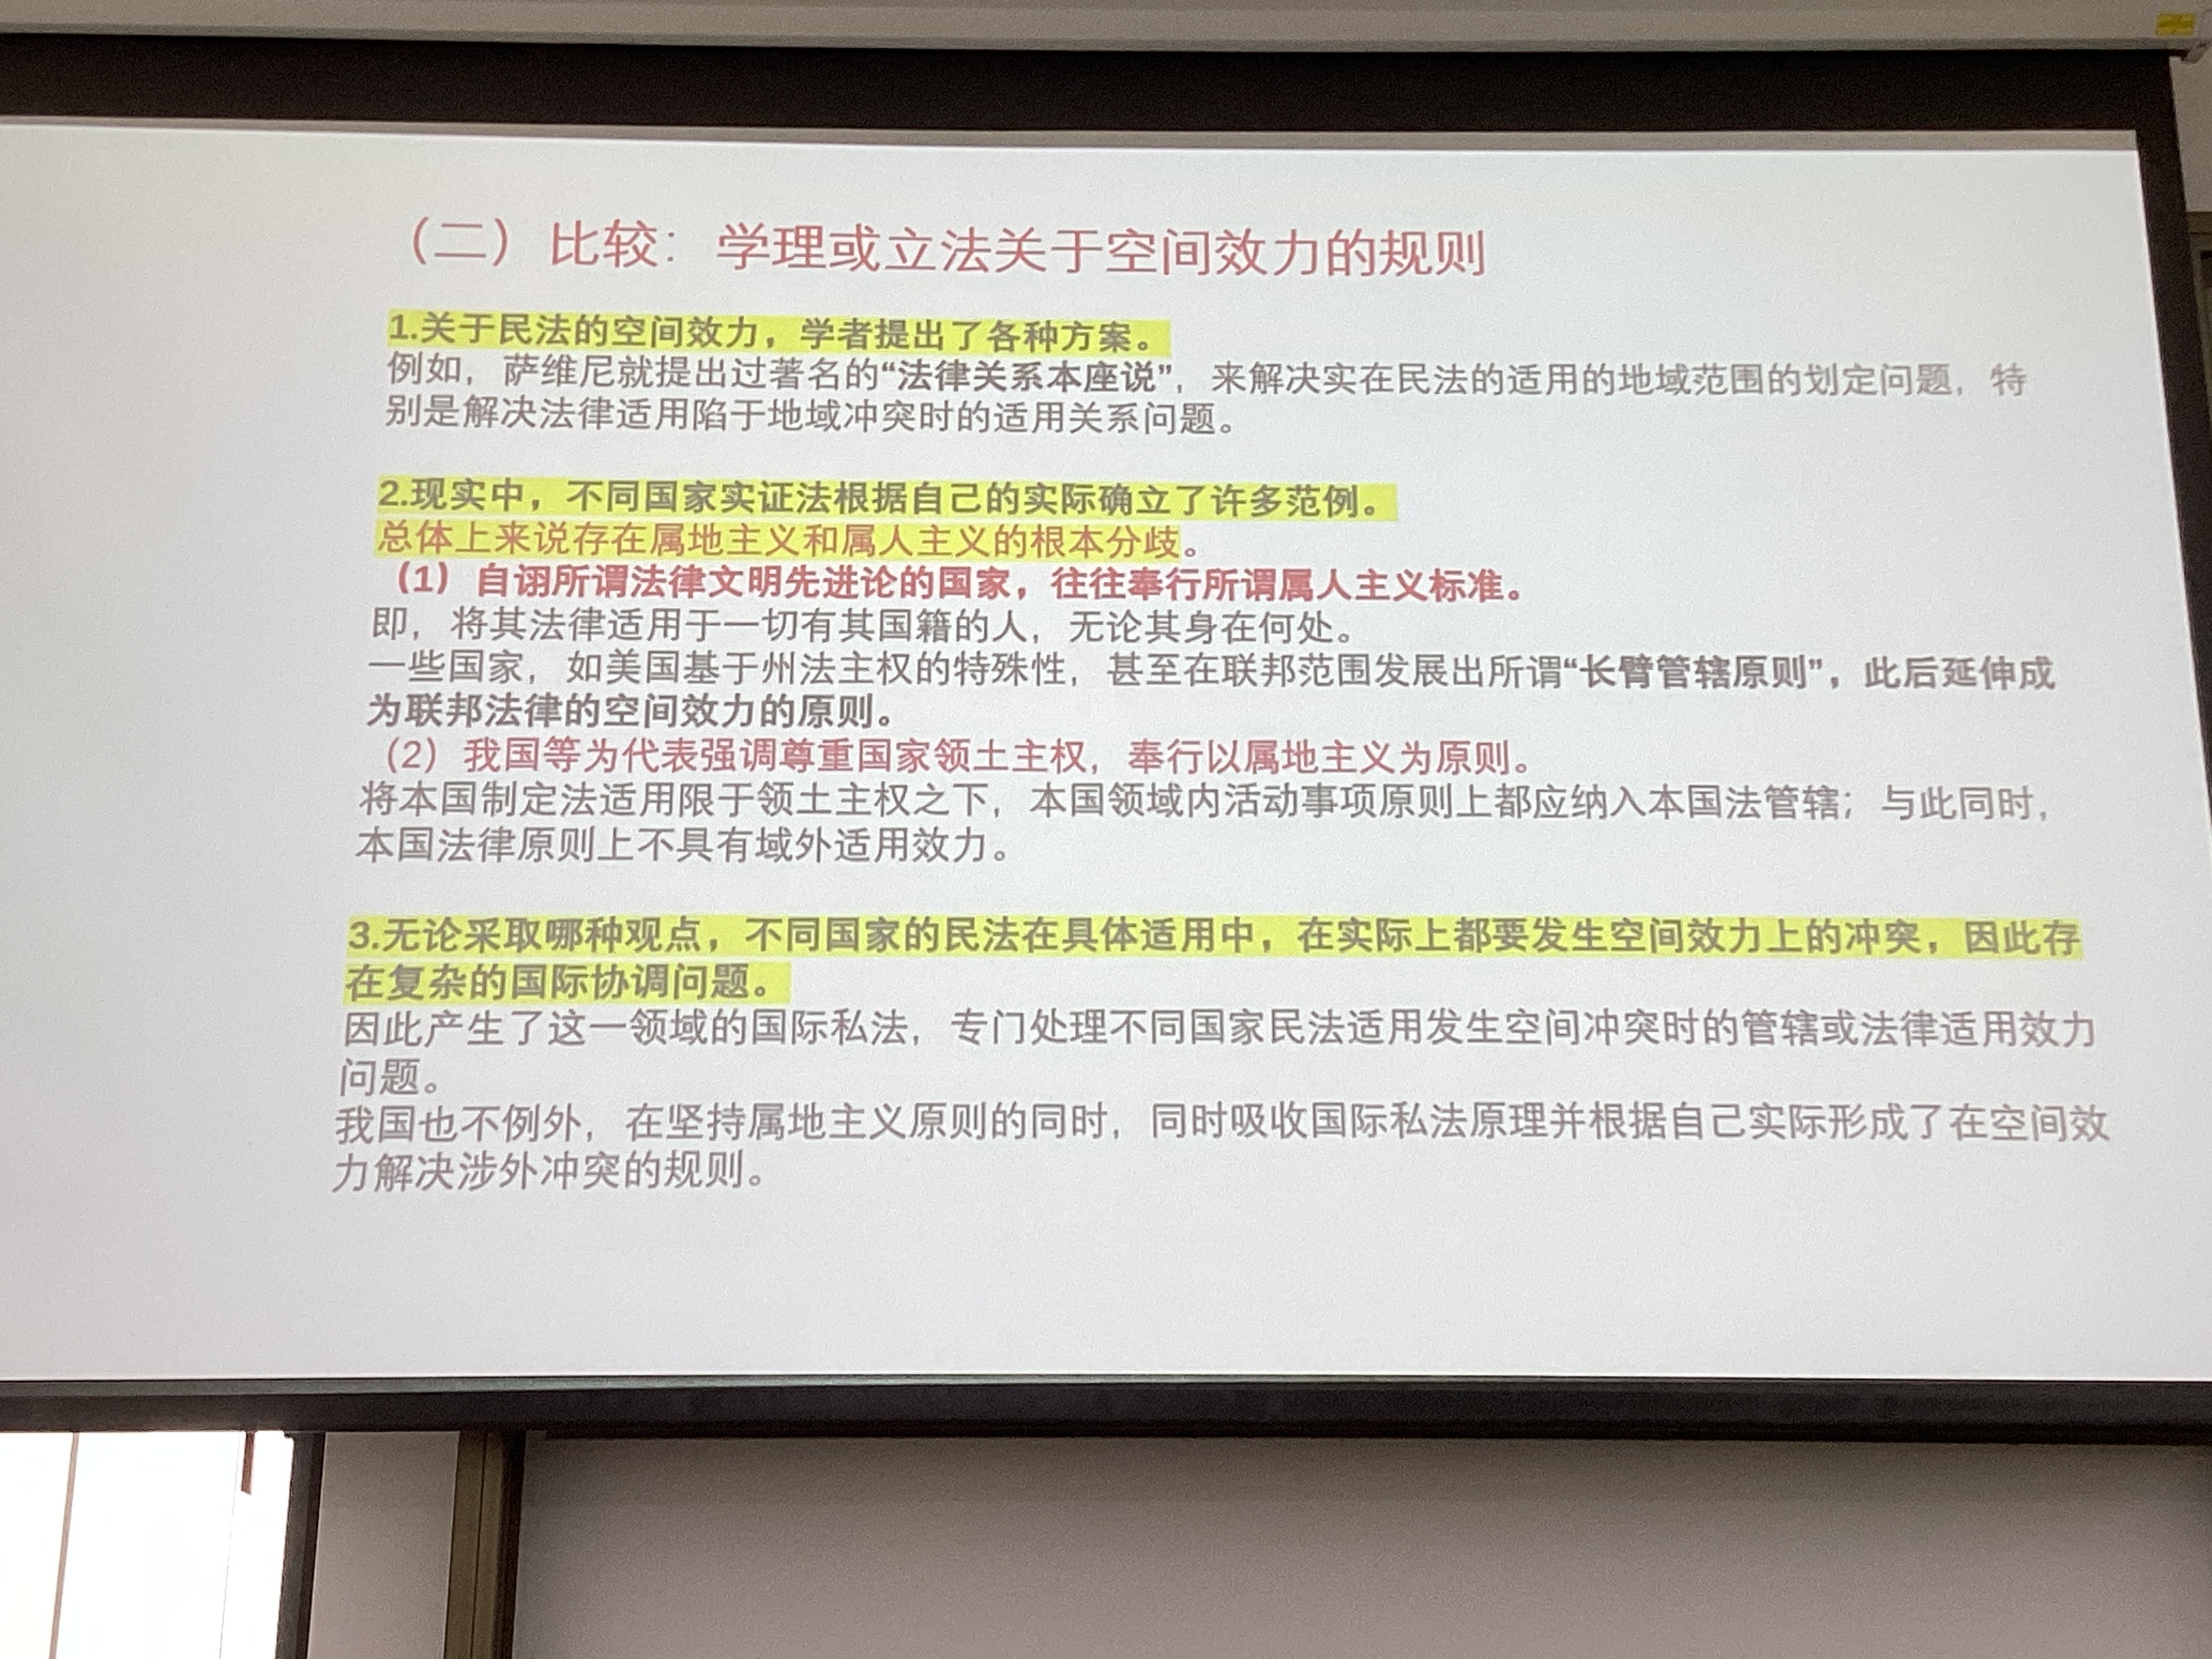 （二）比较：学理或立法关于空间效力的规则
1.关于民法的空间效力，学者提出了各种方案。
例如，萨维尼就提出过著名的“法律关系本座说”，来解决实在民法的适用的地域范围的划定问题，特
别是解决法律适用陷于地域冲突时的适用关系问题。
2.现实中，不同国家实证法根据自己的实际确立了许多范例。
总体上来说存在属地主义和属人主义的根本分歧。
（1）自诩所谓法律文明先进论的国家，往往奉行所谓属人主义标准。
即，将其法律适用于一切有其国籍的人，无论其身在何处。
一些国家，如美国基于州法主权的特殊性，甚至在联邦范围发展出所谓“长臂管辖原则”，此后延伸成
为联邦法律的空间效力的原则。
（2）我国等为代表强调尊重国家领土主权，奉行以属地主义为原则。
将本国制定法适用限于领土主权之下，本国领域内活动事项原则上都应纳入本国法管辖；与此同时，
本国法律原则上不具有域外适用效力。
3.无论采取哪种观点，不同国家的民法在具体适用中，在实际上都要发生空间效力上的冲突，因此存
在复杂的国际协调问题。
因此产生了这一领域的国际私法，专门处理不同国家民法适用发生空间冲突时的管辖或法律适用效力
问题。
我国也不例外，在坚持属地主义原则的同时，同时吸收国际私法原理并根据自己实际形成了在空间效
力解决涉外冲突的规则。